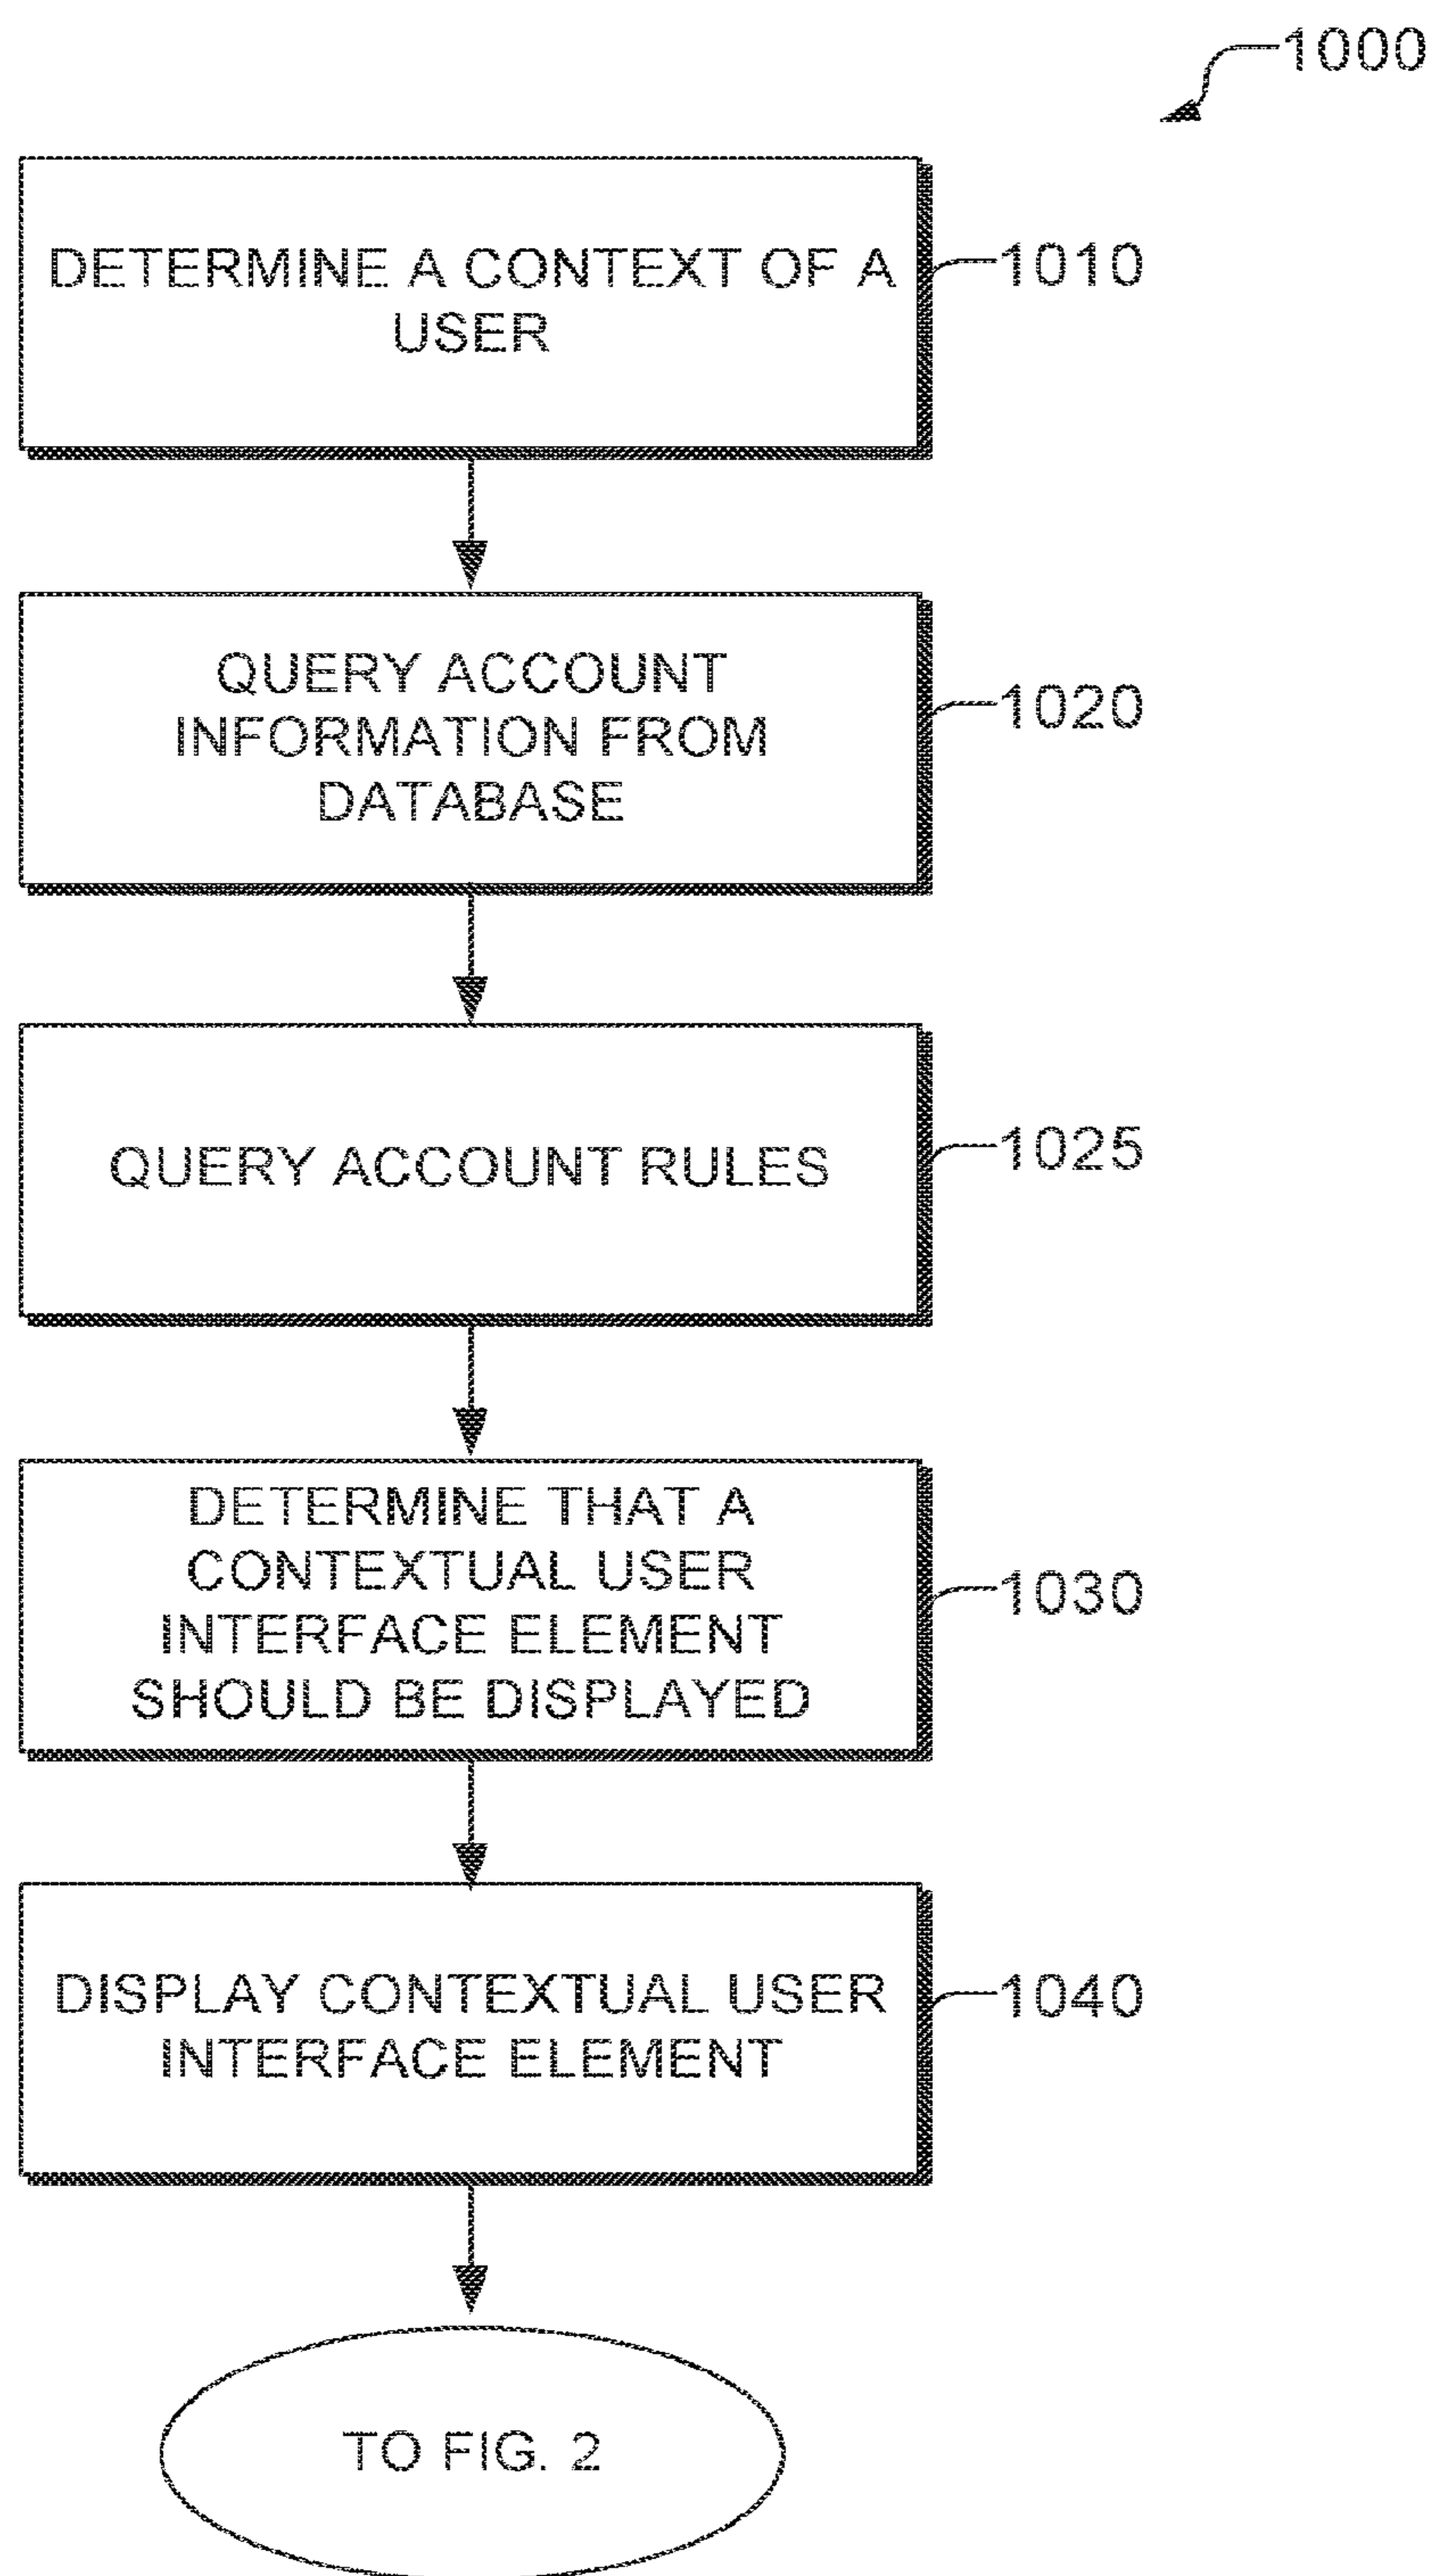 1000
DETERMINE A CONTEXT OF A
USER
1010
QUERY ACCOUNT
INFORMATION FROM
DATABASE
1020
QUERY ACCOUNT RULES
1025
DETERMINE THAT A
CONTEXTUAL USER
INTERFACE ELEMENT
SHOULD BE DISPLAYED
1030
DISPLAY CONTEXTUAL USER
INTERFACE ELEMENT
1040
TO FIG. 2